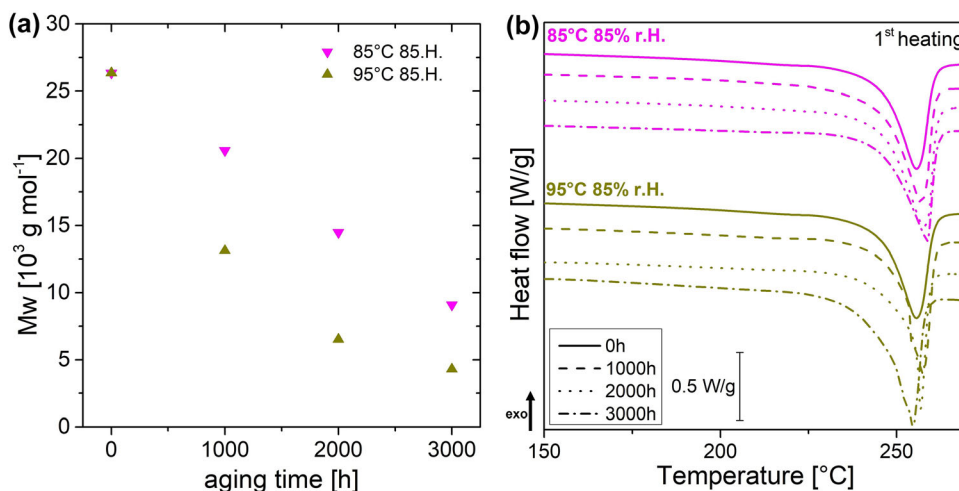 (a)
30
25
20
15
10
5
0
Mw [10³ g mol⁻¹]
85°C 85.H.
95°C 85.H.
0 1000 2000 3000
aging time [h]
(b)
85°C 85% r.H.
1st heating
95°C 85% r.H.
Heat flow [W/g]
0h
1000h
2000h
3000h
0.5 W/g
exo
150 200 250
Temperature [°C]